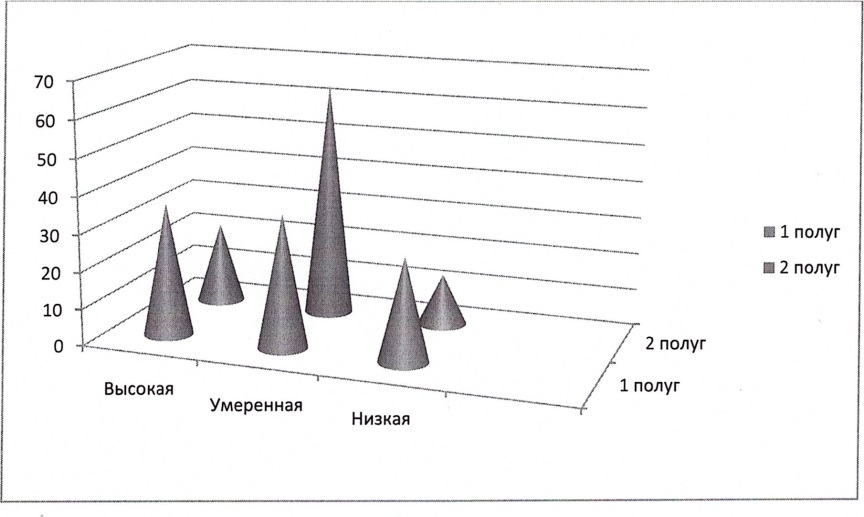 70
60
50
40
30
20
10
0
Высокая
Умеренная
Низкая
2 полуг
1 полуг
1 полуг
2 полуг